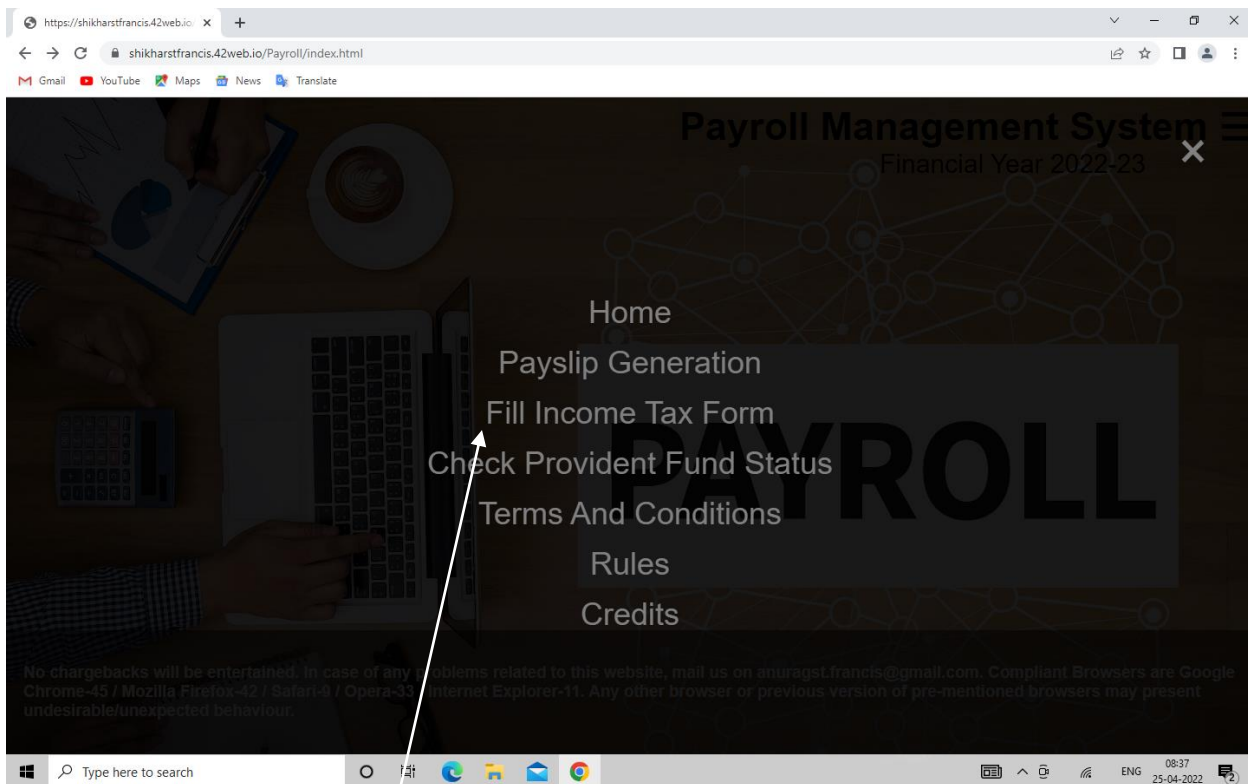 https://shikharstfrancis.42web.io/
shikharstfrancis.42web.io/Payroll/index.html
Gmail YouTube Maps News Translate
Payroll Management System
Financial Year 2022-23
Home
Payslip Generation
Fill Income Tax Form
Check Provident Fund Status
Terms And Conditions
Rules
Credits
PAYROLL
No chargebacks will be entertained. In case of any problems related to this website, mail us on anuragst.francis@gmail.com. Compliant Browsers are Google
Chrome-45 / Mozilla Firefox-42 / Safari-9 / Opera-33 / Internet Explorer-11. Any other browser or previous version of pre-mentioned browsers may present
undesirable/unexpected behaviour.
Type here to search
ENG
08:37
25-04-2022
2